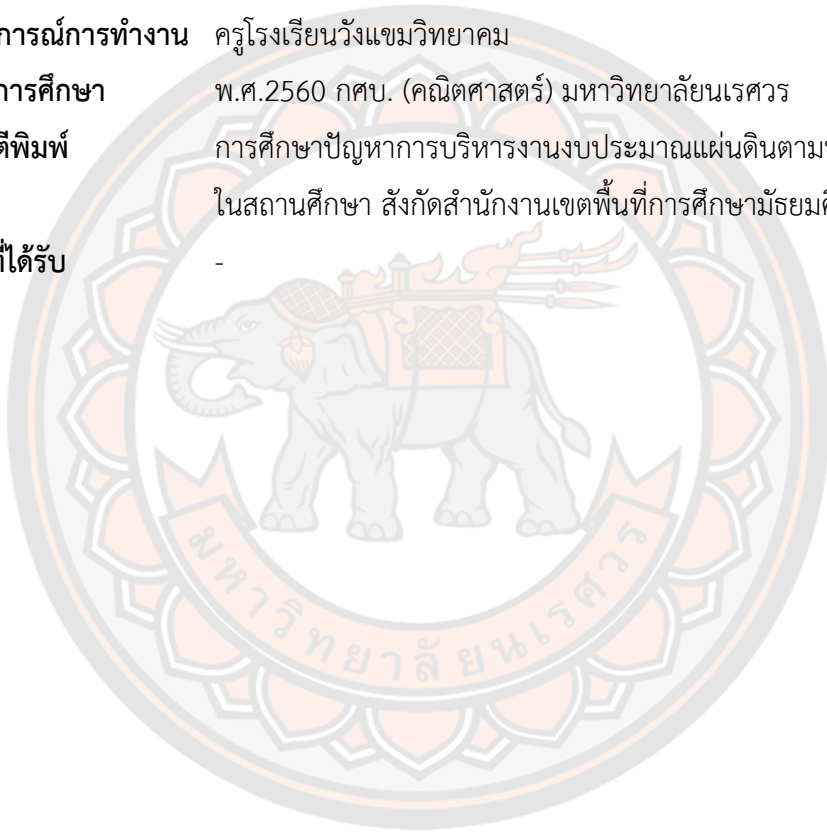 การณ์การทำงาน ครูโรงเรียนวังแขมวิทยาคม
การศึกษา พ.ศ.2560 กศบ. (คณิตศาสตร์) มหาวิทยาลัยนเรศวร
ตีพิมพ์ การศึกษาปัญหาการบริหารงานงบประมาณแผ่นดินตาม
ในสถานศึกษา สังกัดสำนักงานเขตพื้นที่การศึกษามัธยมศึ
ที่ได้รับ -
มหาวิทยาลัยนเรศวร